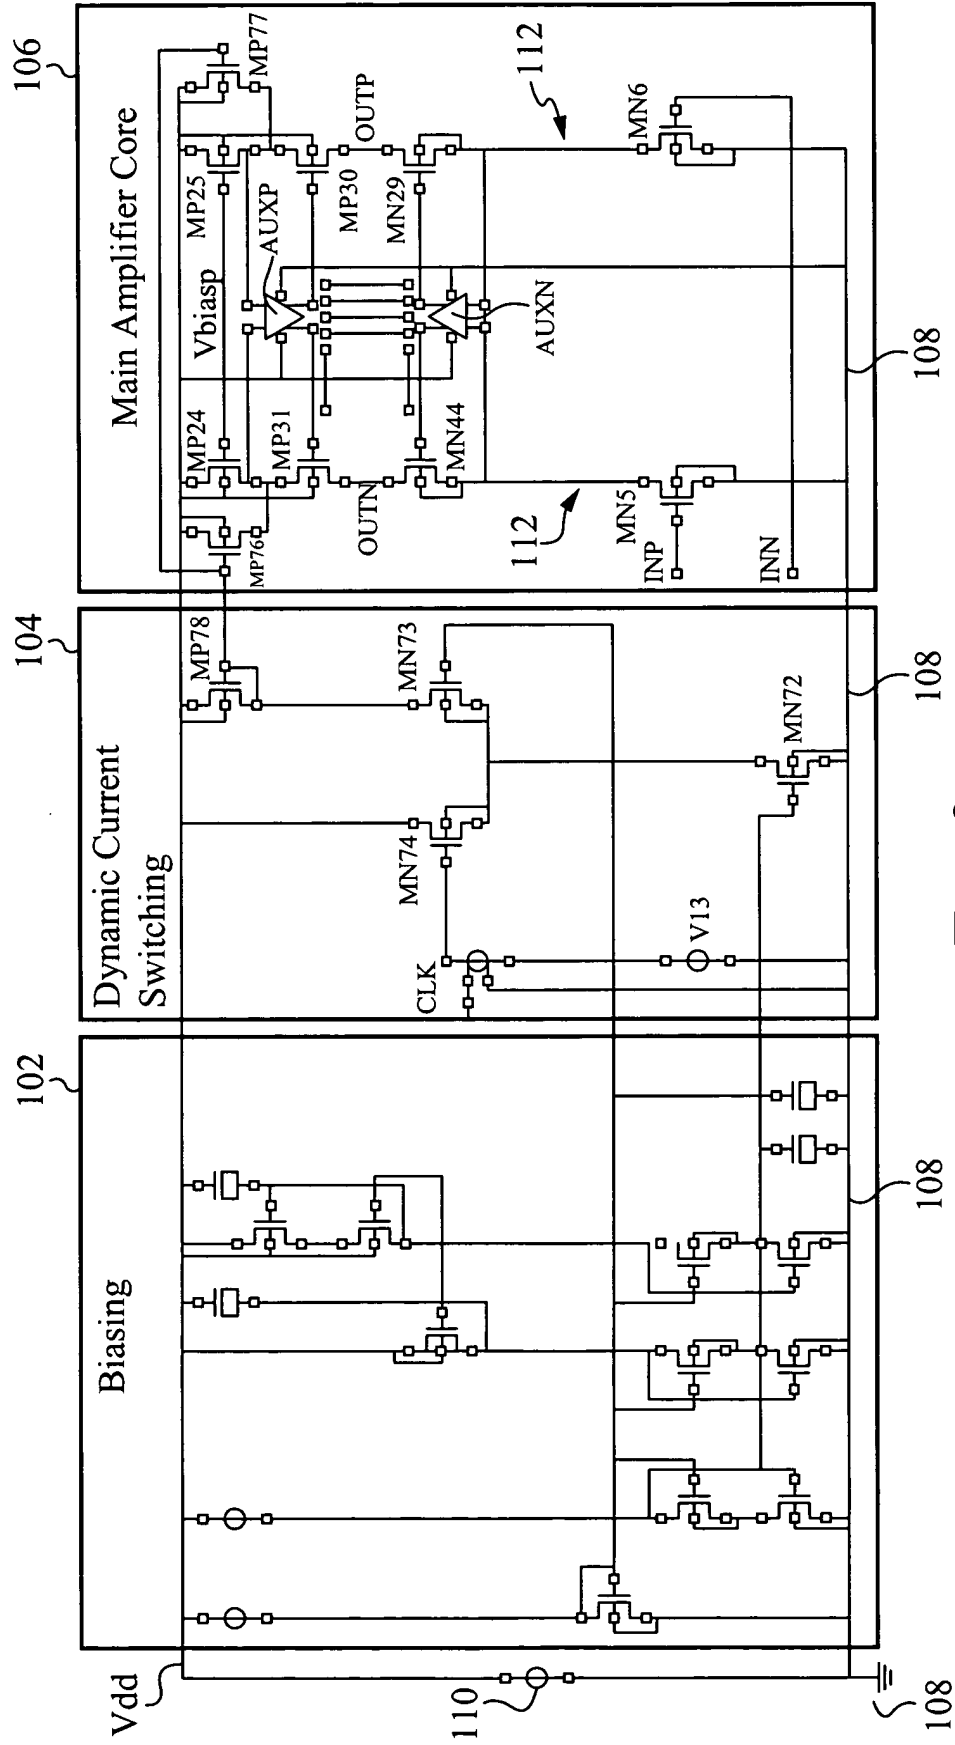 Vdd
110
108
102
Biasing
108
104
Dynamic Current
Switching
MP78
MN74
MN73
CLK
V13
MN72
108
106
Main Amplifier Core
MP77
MP76
MP24
Vbiasp
MP25
AUXP
MP31
MP30
OUTN
OUTP
MN44
MN29
AUXN
112
112
MN5
MN6
INP
INN
108